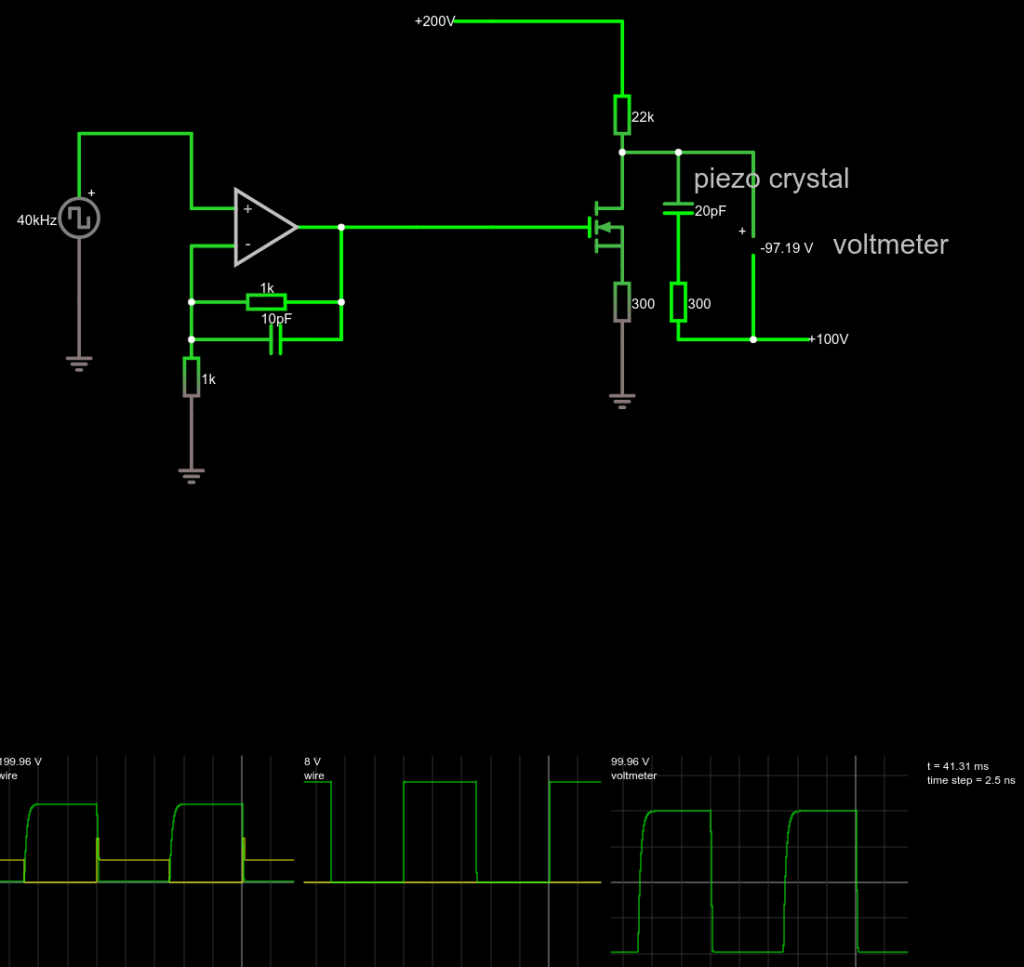 +200V
22k
piezo crystal
+
20pF
40kHz
+
+
-97.19 V
voltmeter
-
1k
300
300
10pF
+100V
1k
199.96 V
wire
8 V
wire
99.96 V
voltmeter
t = 41.31 ms
time step = 2.5 ns